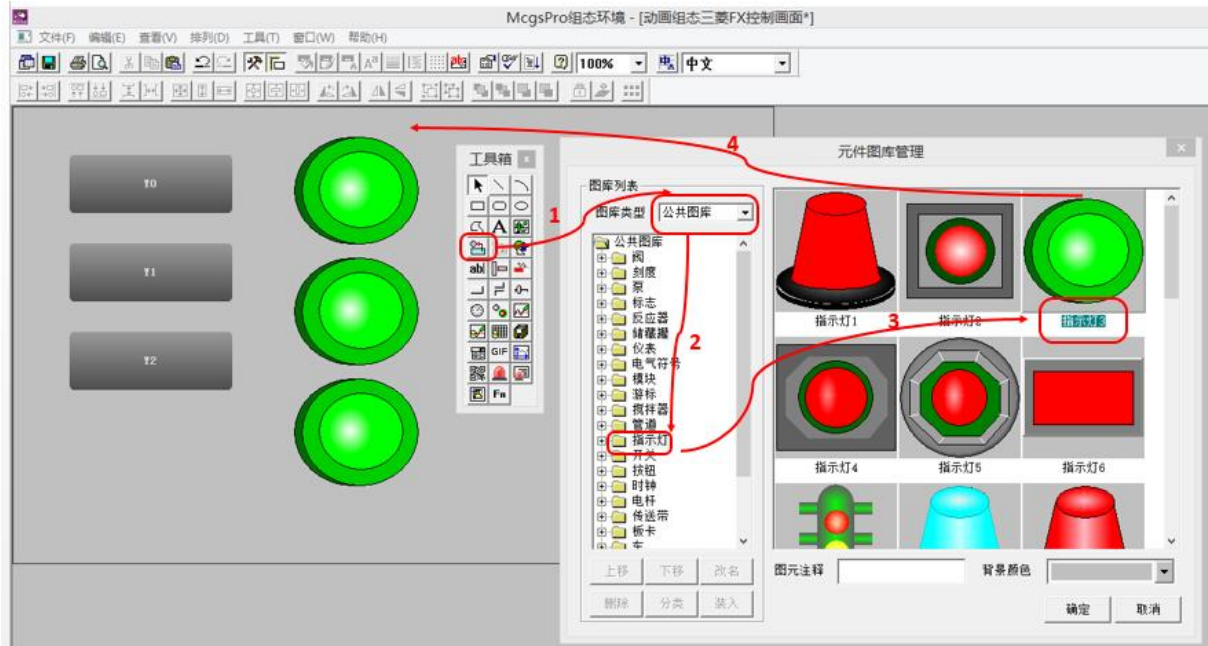 McgsPro组态环境 - [动画组态三菱FX控制画面*]
文件(F) 编辑(E) 查看(V) 排列(D) 工具(T) 窗口(W) 帮助(H)
100% 中文
Y0
Y1
Y2
工具箱
A
ab|
GIF
Fn
1
2
3
4
元件图库管理
图库列表
图库类型 公共图库
公共图库
阀
刻度
泵
标志
反应器
储藏罐
仪表
电气符号
模块
游标
搅拌器
管道
指示灯
开关
按钮
时钟
电杆
传送带
板卡
车
上移 下移 改名
删除 分类 装入
指示灯1 指示灯2 指示灯3
指示灯4 指示灯5 指示灯6
图元注释 背景颜色
确定 取消